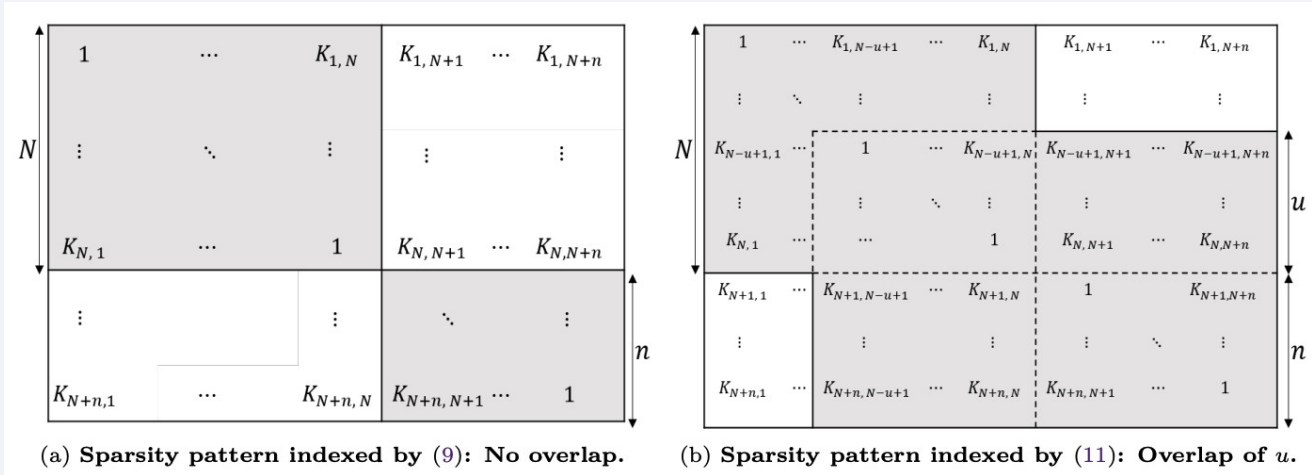 1 ⋯ K_{1,N} K_{1,N+1} ⋯ K_{1,N+n}
N ⋮ ⋱ ⋮ ⋮ ⋮
K_{N,1} ⋯ 1 K_{N,N+1} ⋯ K_{N,N+n}
⋮ ⋮ ⋱ ⋮ n
K_{N+n,1} ⋯ K_{N+n,N} K_{N+n,N+1} ⋯ 1
(a) Sparsity pattern indexed by (9): No overlap.
1 ⋯ K_{1,N-u+1} ⋯ K_{1,N} K_{1,N+1} ⋯ K_{1,N+n}
⋮ ⋱ ⋮ ⋮ ⋮ ⋮
N K_{N-u+1,1} ⋯ 1 ⋯ K_{N-u+1,N} K_{N-u+1,N+1} ⋯ K_{N-u+1,N+n}
⋮ ⋮ ⋱ ⋮ ⋮ ⋮ u
K_{N,1} ⋯ ⋯ 1 K_{N,N+1} ⋯ K_{N,N+n}
K_{N+1,1} ⋯ K_{N+1,N-u+1} ⋯ K_{N+1,N} 1 K_{N+1,N+n}
⋮ ⋮ ⋮ ⋮ ⋱ ⋮ n
K_{N+n,1} ⋯ K_{N+n,N-u+1} ⋯ K_{N+n,N} K_{N+n,N+1} ⋯ 1
(b) Sparsity pattern indexed by (11): Overlap of u.